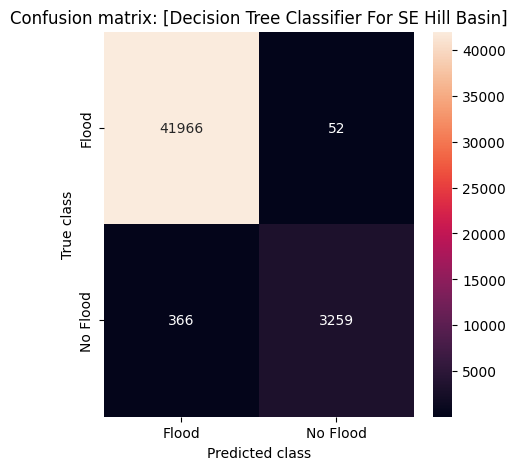 Confusion matrix: [Decision Tree Classifier For SE Hill Basin]
True class
Flood
41966
52
No Flood
366
3259
Flood
No Flood
Predicted class
40000
35000
30000
25000
20000
15000
10000
5000